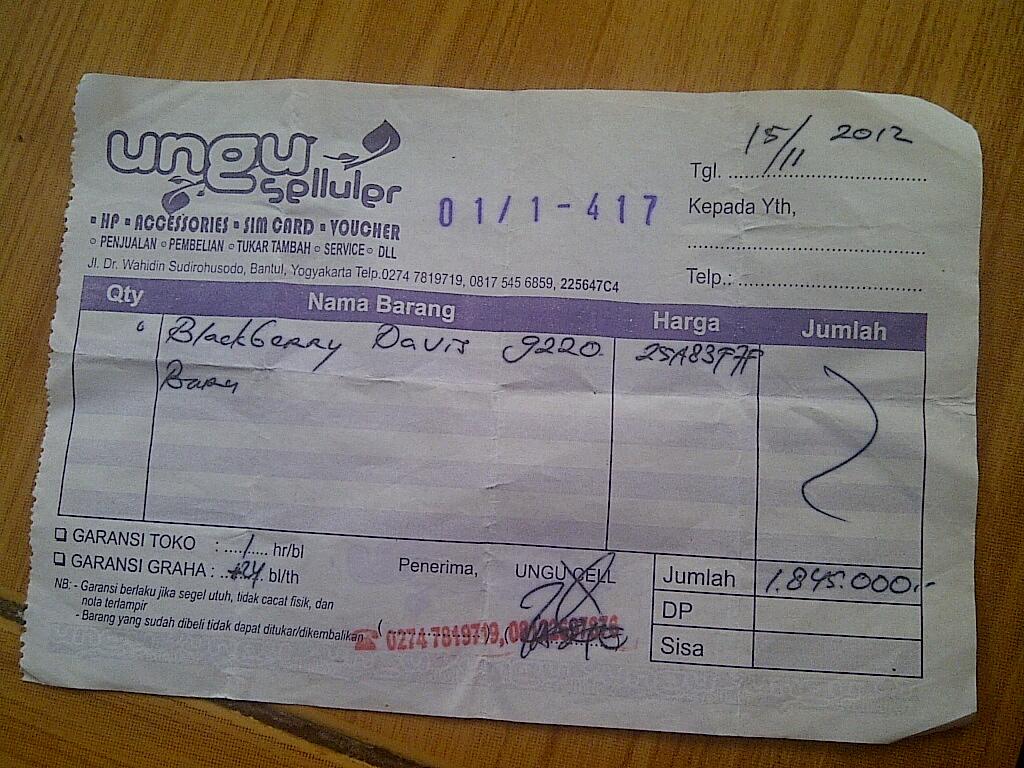 ungu
selluler
▪ HP ▪ ACCESSORIES ▪ SIM CARD ▪ VOUCHER
○ PENJUALAN ○ PEMBELIAN ○ TUKAR TAMBAH ○ SERVICE ○ DLL
Jl. Dr. Wahidin Sudirohusodo, Bantul, Yogyakarta Telp.0274 7819719, 0817 545 6859, 225647C4
01/1-417
Tgl. 15/11 2012
Kepada Yth,
Telp.:
Qty Nama Barang Harga Jumlah
BlackBerry Davis 9220 25A83F7F
Baru
❑ GARANSI TOKO : ..../.... hr/bl
❑ GARANSI GRAHA : 24 bl/th
NB: - Garansi berlaku jika segel utuh, tidak cacat fisik, dan
nota terlampir
- Barang yang sudah dibeli tidak dapat ditukar/dikembalikan
Penerima,
UNGU CELL
☎ 0274 7819719,
Jumlah 1.845.000,-
DP
Sisa